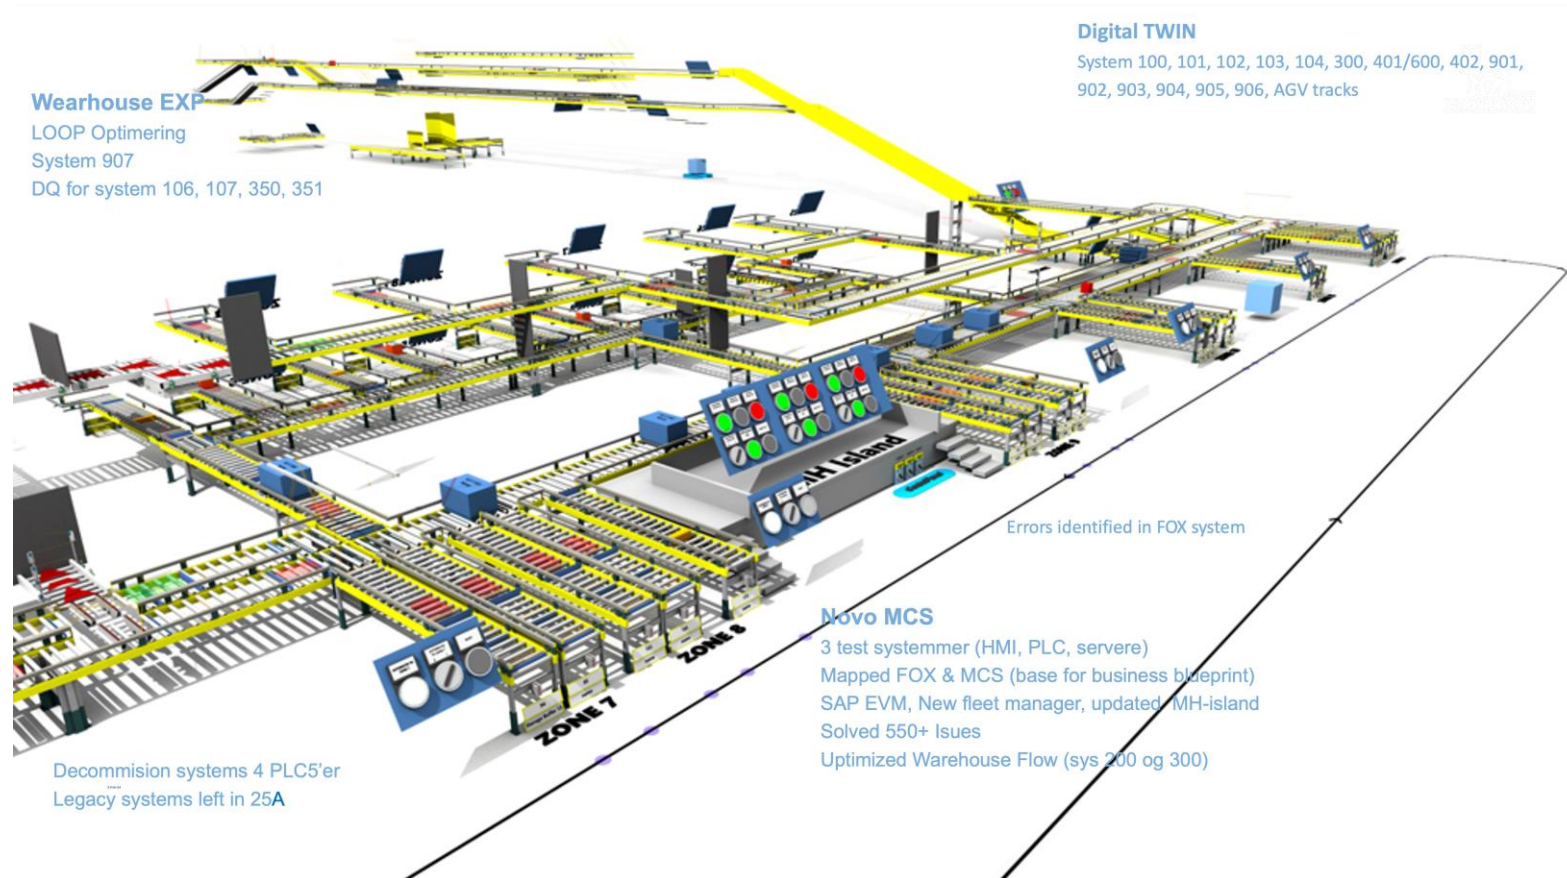 Digital TWIN
System 100, 101, 102, 103, 104, 300, 401/600, 402, 901,
902, 903, 904, 905, 906, AGV tracks
Wearhouse EXP
LOOP Optimering
System 907
DQ for system 106, 107, 350, 351
MH Island
ZONE 9
Errors identified in FOX system
ZONE 8
ZONE 7
Novo MCS
3 test systemmer (HMI, PLC, servere)
Mapped FOX & MCS (base for business blueprint)
SAP EVM, New fleet manager, updated MH-island
Solved 550+ Isues
Uptimized Warehouse Flow (sys 200 og 300)
Decommision systems 4 PLC5'er
Legacy systems left in 25A